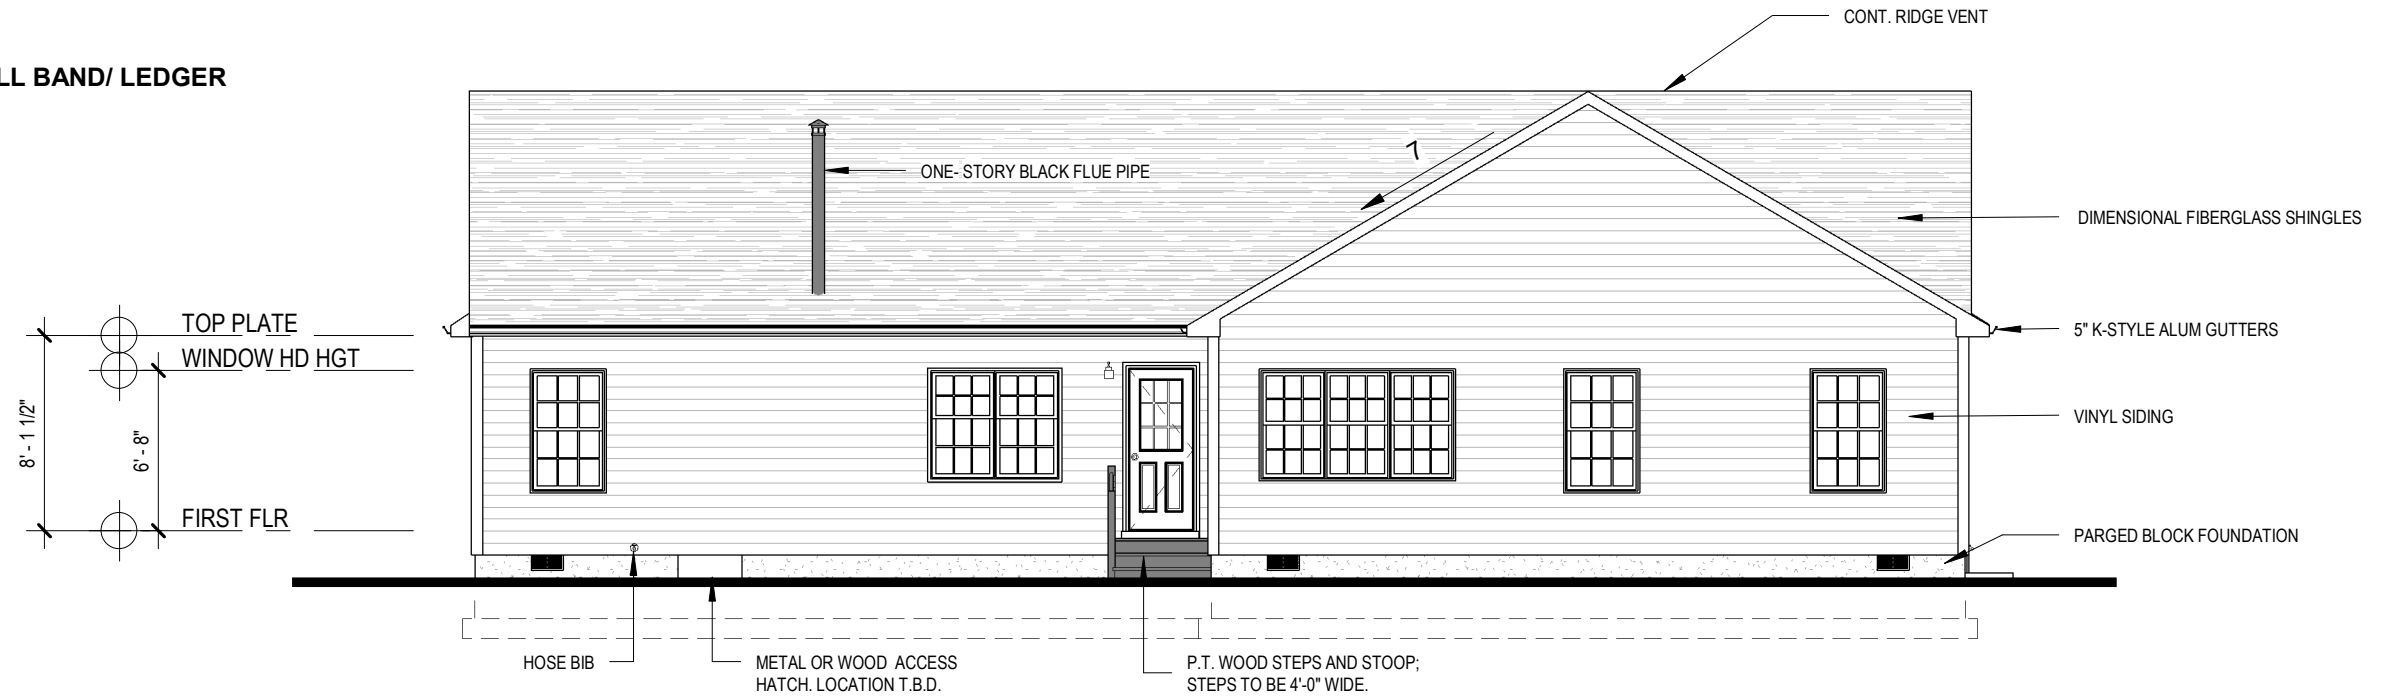 CONT. RIDGE VENT
LL BAND/ LEDGER
7
ONE- STORY BLACK FLUE PIPE
DIMENSIONAL FIBERGLASS SHINGLES
TOP PLATE
5" K-STYLE ALUM GUTTERS
WINDOW HD HGT
8' - 1 1/2"
6' - 8"
VINYL SIDING
FIRST FLR
PARGED BLOCK FOUNDATION
HOSE BIB
METAL OR WOOD ACCESS
HATCH. LOCATION T.B.D.
P.T. WOOD STEPS AND STOOP;
STEPS TO BE 4'-0" WIDE.